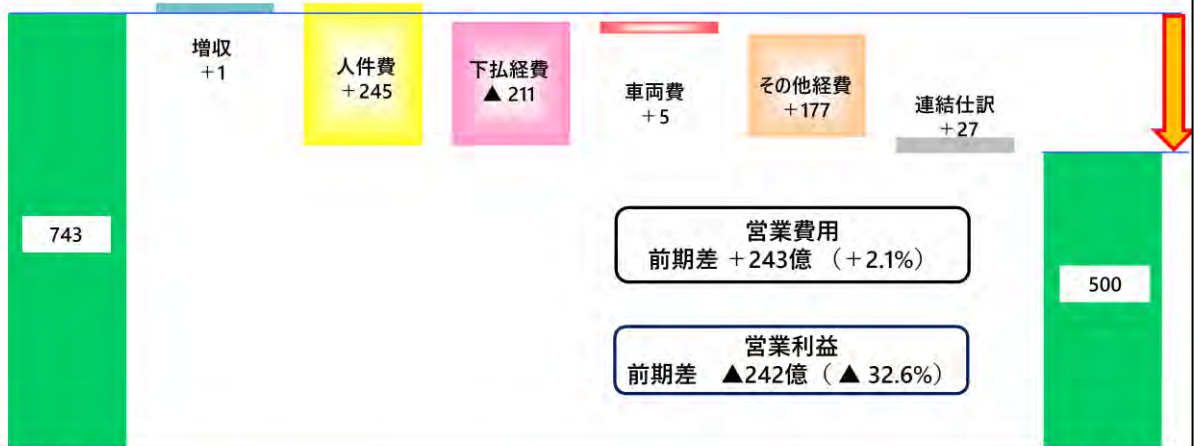 増収
+1
人件費
+245
下払経費
▲ 211
車両費
+5
その他経費
+177
連結仕訳
+27
743
営業費用
前期差 +243億 （+2.1%）
500
営業利益
前期差 ▲242億（ ▲ 32.6%）